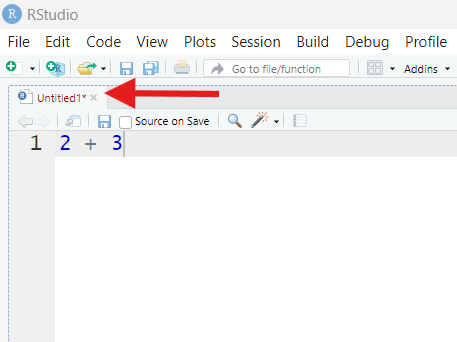 R RStudio
File Edit Code View Plots Session Build Debug Profile
R Go to file/function Addins
R Untitled1*
Source on Save
1 2 + 3